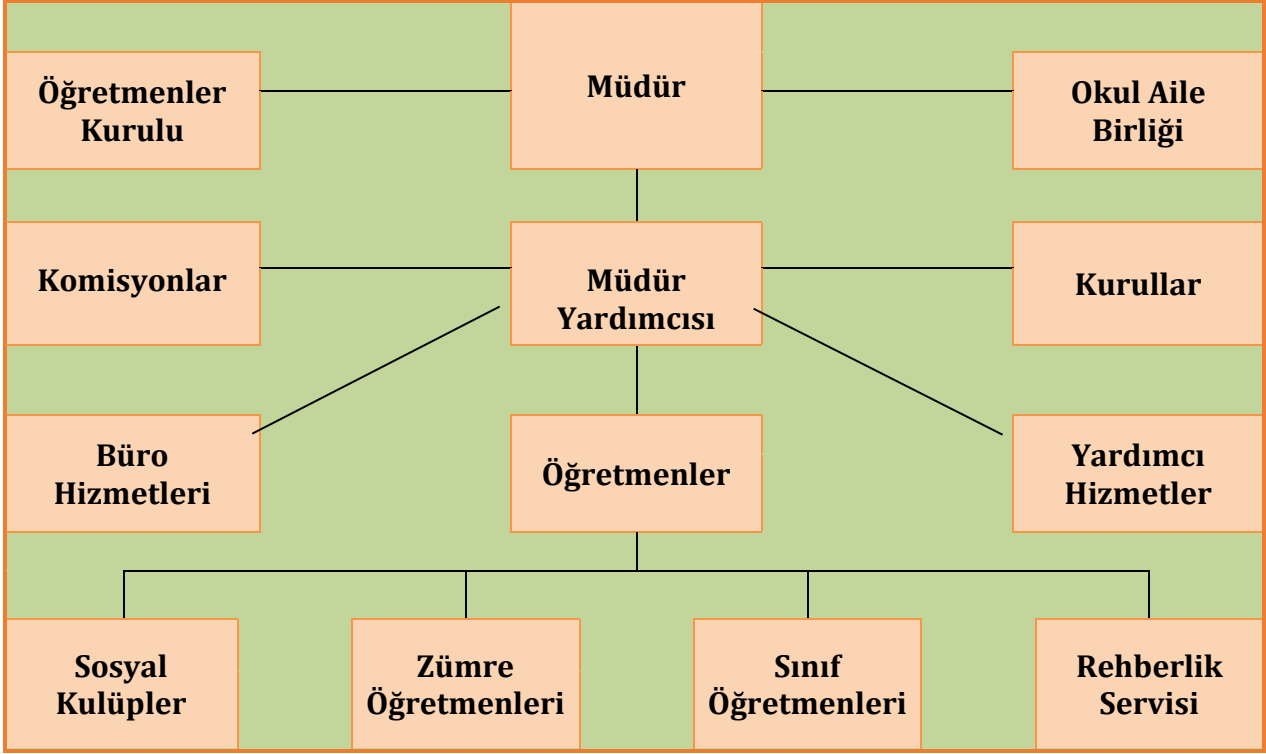 Müdür
Öğretmenler
Kurulu
Okul Aile
Birliği
Komisyonlar
Müdür
Yardımcısı
Kurullar
Büro
Hizmetleri
Öğretmenler
Yardımcı
Hizmetler
Sosyal
Kulüpler
Zümre
Öğretmenleri
Sınıf
Öğretmenleri
Rehberlik
Servisi